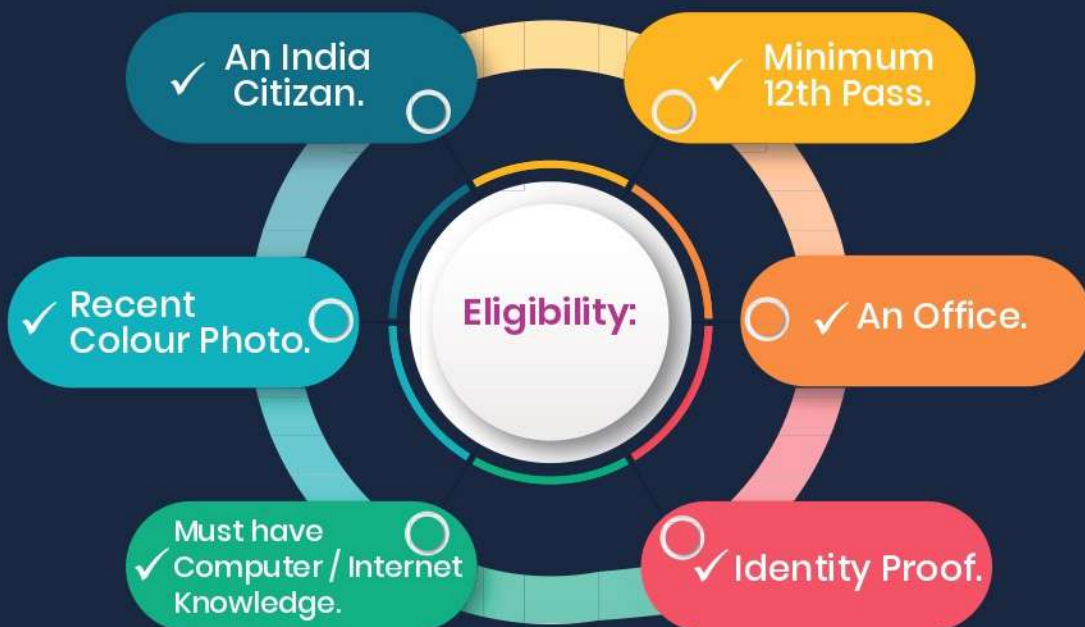 An India
Citizan.
Minimum
12th Pass.
Recent
Colour Photo.
Eligibility:
An Office.
Must have
Computer / Internet
Knowledge.
Identity Proof.